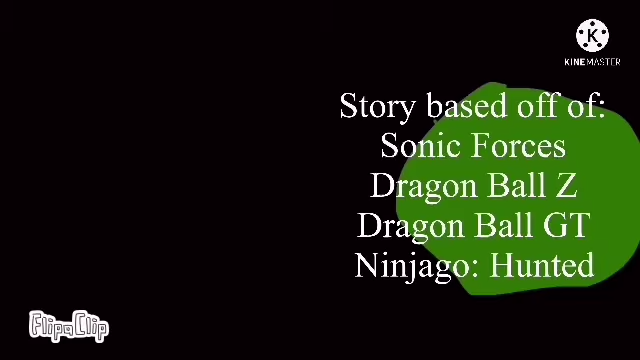 K
KINEMASTER
Story based off of:
Sonic Forces
Dragon Ball Z
Dragon Ball GT
Ninjago: Hunted
FlipaClip